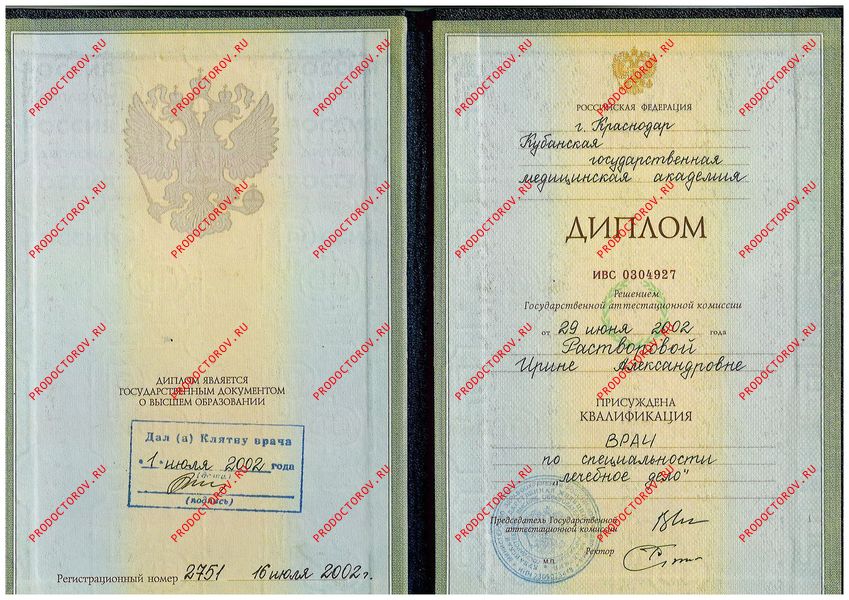 ДИПЛОМ ЯВЛЯЕТСЯ
ГОСУДАРСТВЕННЫМ ДОКУМЕНТОМ
О ВЫСШЕМ ОБРАЗОВАНИИ
Дал (а) Клятву врача
"1" июля 2002 года
(дата)
(подпись)
Регистрационный номер 2751 16 июля 2002г.
РОССИЙСКАЯ ФЕДЕРАЦИЯ
г. Краснодар
Кубанская
государственная
медицинская академия
ДИПЛОМ
ИВС 0304927
Решением
Государственной аттестационной комиссии
от 29 июня 2002 года
Растворовой
Ирине Александровне
ПРИСУЖДЕНА
КВАЛИФИКАЦИЯ
ВРАЧ
по специальности
"лечебное дело"
Председатель Государственной
аттестационной комиссии
Ректор
М.П.
PRODOCTOROV.RU